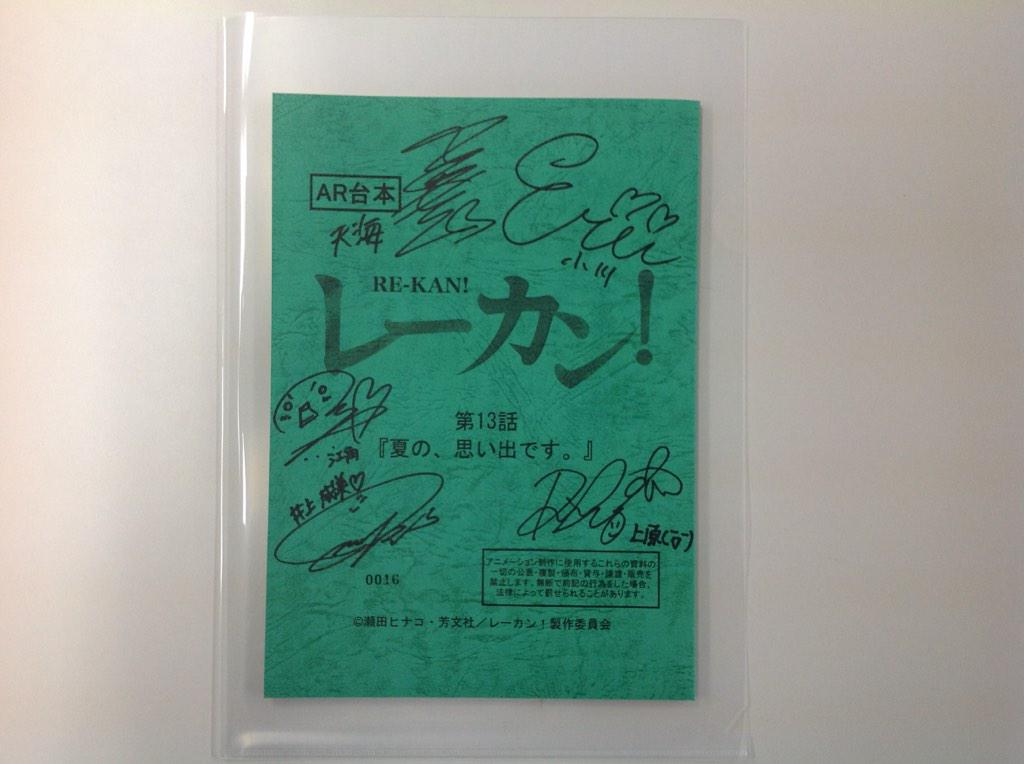 AR台本
天海
小川
RE-KAN!
レーカン!
第13話
『夏の、思い出です。』
江角
井上麻里
上原
アニメーション制作に使用するこれらの資料の
一切の公表・複製・頒布・貸与・譲渡・販売を
禁止します。無断で前記の行為をした場合、
法律によって罰せられることがあります。
0016
©瀬田ヒナコ・芳文社/レーカン!製作委員会